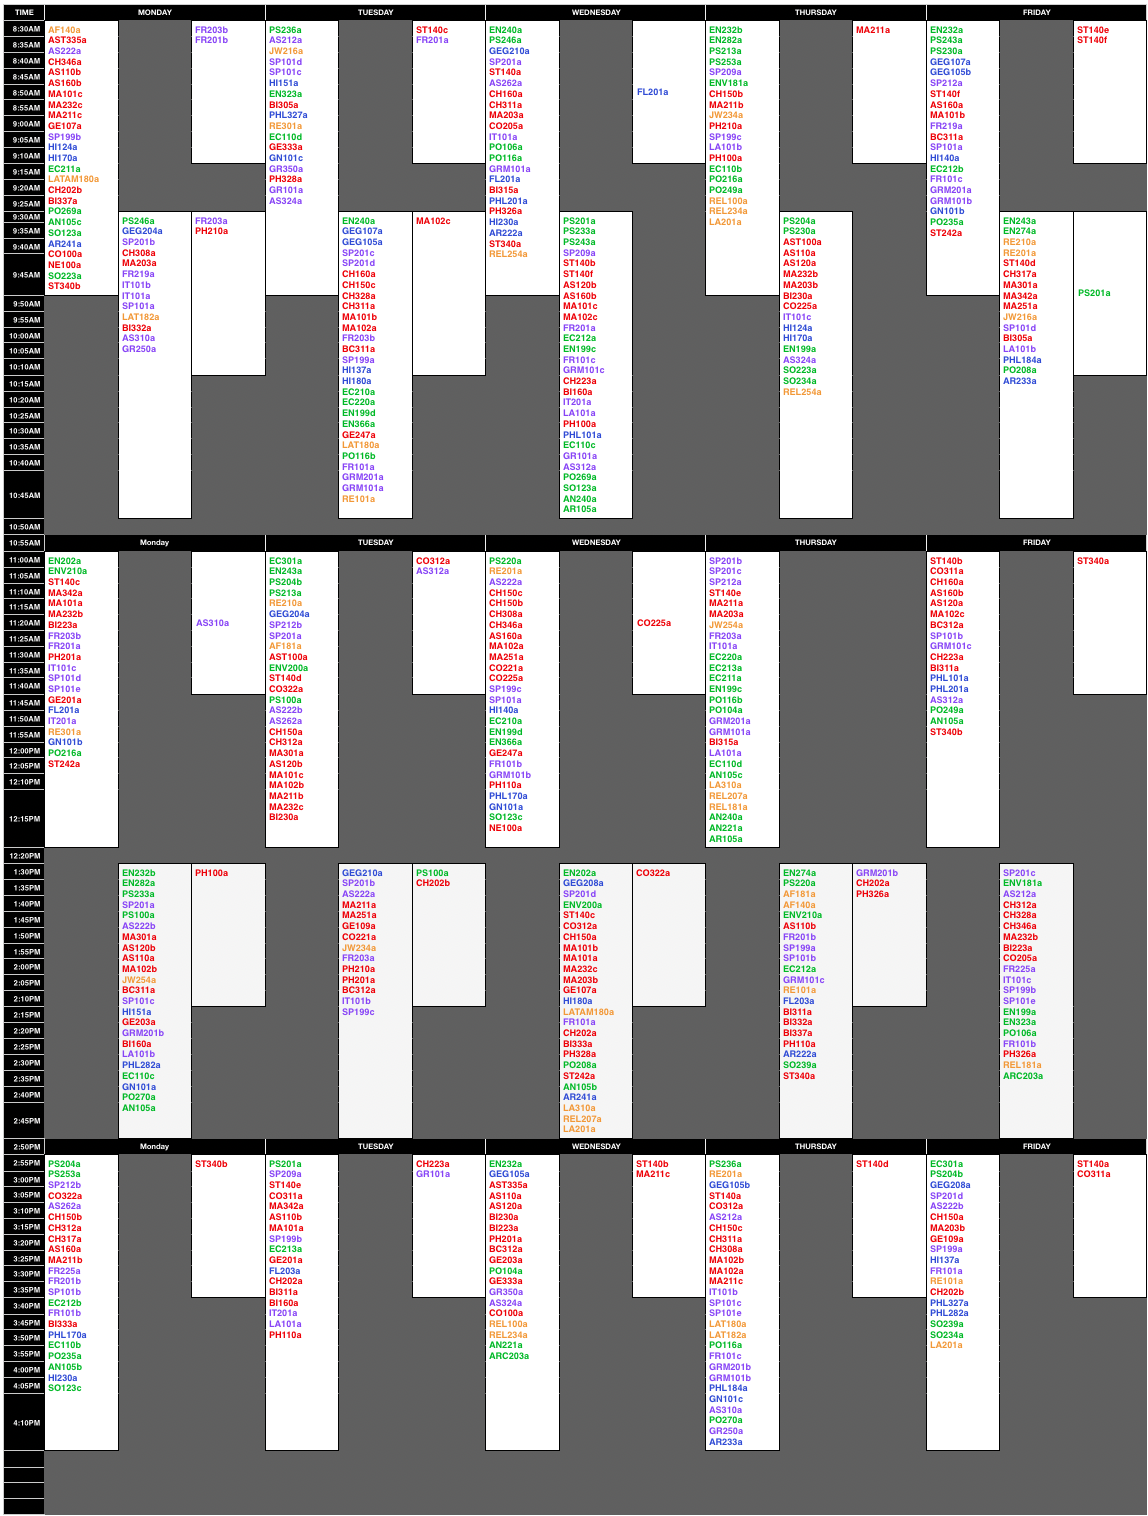 TIME
MONDAY
TUESDAY
WEDNESDAY
THURSDAY
FRIDAY
8:30AM
8:35AM
8:40AM
8:45AM
8:50AM
8:55AM
9:00AM
9:05AM
9:10AM
9:15AM
9:20AM
9:25AM
9:30AM
9:35AM
9:40AM
9:45AM
9:50AM
9:55AM
10:00AM
10:05AM
10:10AM
10:15AM
10:20AM
10:25AM
10:30AM
10:35AM
10:40AM
10:45AM
10:50AM
AF140a
AST335a
AS222a
CH346a
AS110b
AS160b
MA101c
MA232c
MA211c
GE107a
SP199b
HI124a
HI170a
EC211a
LATAM180a
CH202b
BI337a
PO269a
AN105c
SO123a
AR241a
CO100a
NE100a
SO223a
ST340b
PS246a
GEG204a
SP201b
CH308a
MA203a
FR219a
IT101b
IT101a
SP101a
LAT182a
BI332a
AS310a
GR250a
FR203b
FR201b
FR203a
PH210a
PS236a
AS212a
JW216a
SP101d
SP101c
HI151a
EN323a
BI305a
PHL327a
RE301a
EC110d
GE333a
GN101c
GR350a
PH328a
GR101a
AS324a
EN240a
GEG107a
GEG105a
SP201c
SP201d
CH160a
CH150c
CH328a
CH311a
MA101b
MA102a
FR203b
BC311a
SP199a
HI137a
HI180a
EC210a
EC220a
EN199d
EN366a
GE247a
LAT180a
PO116b
FR101a
GRM201a
GRM101a
RE101a
ST140c
FR201a
MA102c
EN240a
PS246a
GEG210a
SP201a
ST140a
AS262a
CH160a
CH311a
MA203a
CO205a
IT101a
PO106a
PO116a
GRM101a
FL201a
BI315a
PHL201a
PH326a
HI230a
AR222a
ST340a
REL254a
PS201a
PS233a
PS243a
SP209a
ST140b
ST140f
AS120b
AS160b
MA101c
MA102c
FR201a
EC212a
EN199c
FR101c
GRM101c
CH223a
BI160a
IT201a
LA101a
PH100a
PHL101a
EC110c
GR101a
AS312a
PO269a
SO123a
AN240a
AR105a
FL201a
EN232b
EN282a
PS213a
PS253a
SP209a
ENV181a
CH150b
MA211b
JW234a
PH210a
SP199c
LA101b
PH100a
EC110b
PO216a
PO249a
REL100a
REL234a
LA201a
PS204a
PS230a
AST100a
AS110a
AS120a
MA232b
MA203b
BI230a
CO225a
IT101c
HI124a
HI170a
EN199a
AS324a
SO223a
SO234a
REL254a
MA211a
EN232a
PS243a
PS230a
GEG107a
GEG105b
SP212a
ST140f
AS160a
MA101b
FR219a
BC311a
SP101a
HI140a
EC212b
FR101c
GRM201a
GRM101b
GN101b
PO235a
ST242a
EN243a
EN274a
RE210a
RE201a
ST140d
CH317a
MA301a
MA342a
MA251a
JW216a
SP101d
BI305a
LA101b
PHL184a
PO208a
AR233a
ST140e
ST140f
PS201a
10:55AM
Monday
TUESDAY
WEDNESDAY
THURSDAY
FRIDAY
11:00AM
11:05AM
11:10AM
11:15AM
11:20AM
11:25AM
11:30AM
11:35AM
11:40AM
11:45AM
11:50AM
11:55AM
12:00PM
12:05PM
12:10PM
12:15PM
12:20PM
EN202a
ENV210a
ST140c
MA342a
MA101a
MA232b
BI223a
FR203b
FR201a
PH201a
IT101c
SP101d
SP101e
GE201a
FL201a
IT201a
RE301a
GN101b
PO216a
ST242a
AS310a
EC301a
EN243a
PS204b
PS213a
RE210a
GEG204a
SP212b
SP201a
AF181a
AST100a
ENV200a
ST140d
CO322a
PS100a
AS222b
AS262a
CH150a
CH312a
MA301a
AS120b
MA101c
MA102b
MA211b
MA232c
BI230a
CO312a
AS312a
PS220a
RE201a
AS222a
CH150c
CH150b
CH308a
CH346a
AS160a
MA102a
MA251a
CO221a
CO225a
SP199c
SP101a
HI140a
EC210a
EN199d
EN366a
GE247a
FR101b
GRM101b
PH110a
PHL170a
GN101a
SO123c
NE100a
CO225a
SP201b
SP201c
SP212a
ST140e
MA211a
MA203a
JW254a
FR203a
IT101a
EC220a
EC213a
EC211a
EN199c
PO116b
PO104a
GRM201a
GRM101a
BI315a
LA101a
EC110d
AN105c
LA310a
REL207a
REL181a
AN240a
AN221a
AR105a
ST140b
CO311a
CH160a
AS160b
AS120a
MA102c
BC312a
SP101b
GRM101c
CH223a
BI311a
PHL101a
PHL201a
AS312a
PO249a
AN105a
ST340b
ST340a
1:30PM
1:35PM
1:40PM
1:45PM
1:50PM
1:55PM
2:00PM
2:05PM
2:10PM
2:15PM
2:20PM
2:25PM
2:30PM
2:35PM
2:40PM
2:45PM
EN232b
EN282a
PS233a
SP201a
PS100a
AS222b
MA301a
AS120b
AS110a
MA102b
JW254a
BC311a
SP101c
HI151a
GE203a
GRM201b
BI160a
LA101b
PHL282a
EC110c
GN101a
PO270a
AN105a
PH100a
GEG210a
SP201b
AS222a
MA211a
MA251a
GE109a
CO221a
JW234a
FR203a
PH210a
PH201a
BC312a
IT101b
SP199c
PS100a
CH202b
EN202a
GEG208a
SP201d
ENV200a
ST140c
CO312a
CH150a
MA101b
MA101a
MA232c
MA203b
GE107a
HI180a
LATAM180a
FR101a
CH202a
BI333a
PH328a
PO208a
ST242a
AN105b
AR241a
LA310a
REL207a
LA201a
CO322a
EN274a
PS220a
AF181a
AF140a
ENV210a
AS110b
FR201b
SP199a
SP101b
EC212a
GRM101c
RE101a
FL203a
BI311a
BI332a
BI337a
PH110a
AR222a
SO239a
ST340a
GRM201b
CH202a
PH326a
SP201c
ENV181a
AS212a
CH312a
CH328a
CH346a
MA232b
BI223a
CO205a
FR225a
IT101c
SP199b
SP101e
EN199a
EN323a
PO106a
FR101b
PH326a
REL181a
ARC203a
2:50PM
Monday
TUESDAY
WEDNESDAY
THURSDAY
FRIDAY
2:55PM
3:00PM
3:05PM
3:10PM
3:15PM
3:20PM
3:25PM
3:30PM
3:35PM
3:40PM
3:45PM
3:50PM
3:55PM
4:00PM
4:05PM
4:10PM
PS204a
PS253a
SP212b
CO322a
AS262a
CH150b
CH312a
CH317a
AS160a
MA211b
FR225a
FR201b
SP101b
EC212b
FR101b
BI333a
PHL170a
EC110b
PO235a
AN105b
HI230a
SO123c
ST340b
PS201a
SP209a
ST140e
CO311a
MA342a
AS110b
MA101a
SP199b
EC213a
GE201a
FL203a
CH202a
BI311a
BI160a
IT201a
LA101a
PH110a
CH223a
GR101a
EN232a
GEG105a
AST335a
AS110a
AS120a
BI230a
BI223a
PH201a
BC312a
GE203a
PO104a
GE333a
GR350a
AS324a
CO100a
REL100a
REL234a
AN221a
ARC203a
ST140b
MA211c
PS236a
RE201a
GEG105b
ST140a
CO312a
AS212a
CH150c
CH311a
CH308a
MA102b
MA102a
MA211c
IT101b
SP101c
SP101e
LAT180a
LAT182a
PO116a
FR101c
GRM201b
GRM101b
PHL184a
GN101c
AS310a
PO270a
GR250a
AR233a
ST140d
EC301a
PS204b
GEG208a
SP201d
AS222b
CH150a
MA203b
GE109a
SP199a
HI137a
FR101a
RE101a
CH202b
PHL327a
PHL282a
SO239a
SO234a
LA201a
ST140a
CO311a